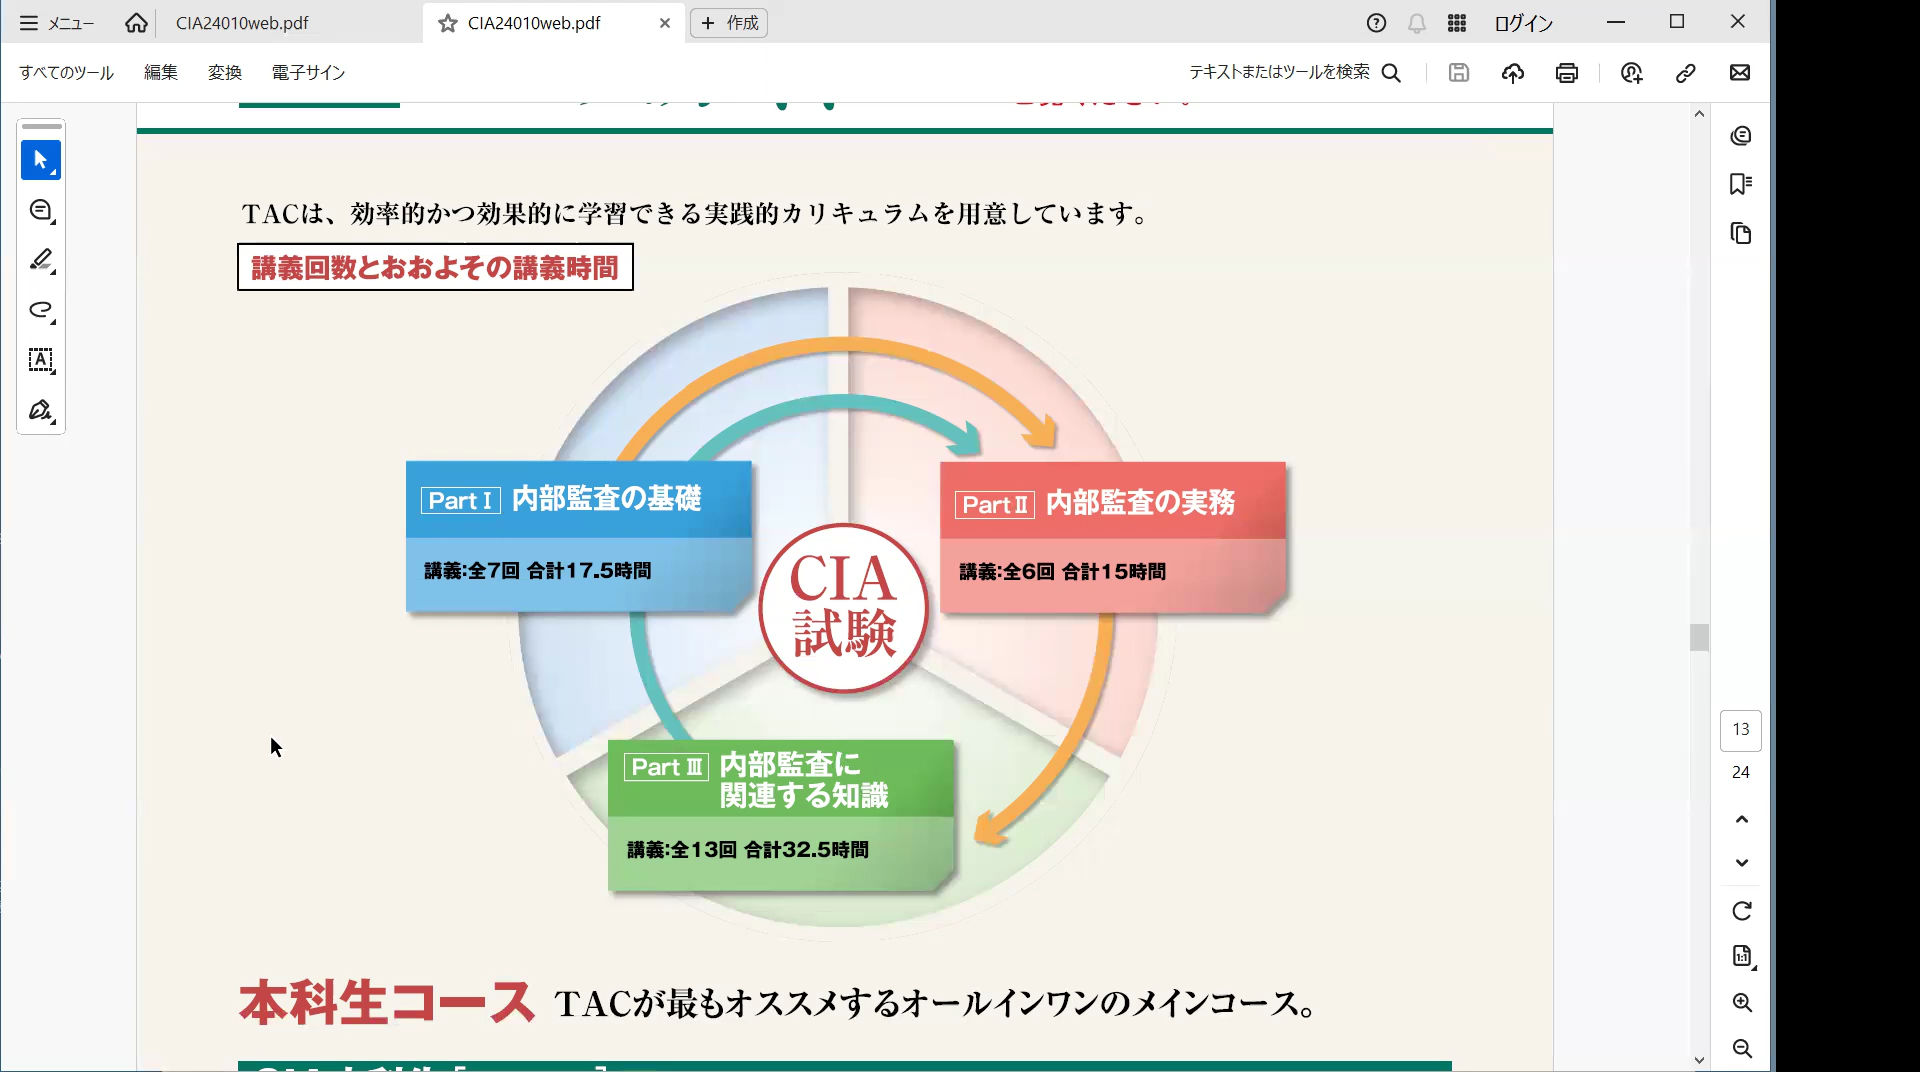 メニュー
CIA24010web.pdf
CIA24010web.pdf
作成
ログイン
すべてのツール
編集
変換
電子サイン
テキストまたはツールを検索
TACは、効率的かつ効果的に学習できる実践的カリキュラムを用意しています。
講義回数とおおよその講義時間
Part Ⅰ 内部監査の基礎
講義:全7回 合計17.5時間
Part Ⅱ 内部監査の実務
講義:全6回 合計15時間
CIA
試験
Part Ⅲ 内部監査に
関連する知識
講義:全13回 合計32.5時間
13
24
本科生コース TACが最もオススメするオールインワンのメインコース。